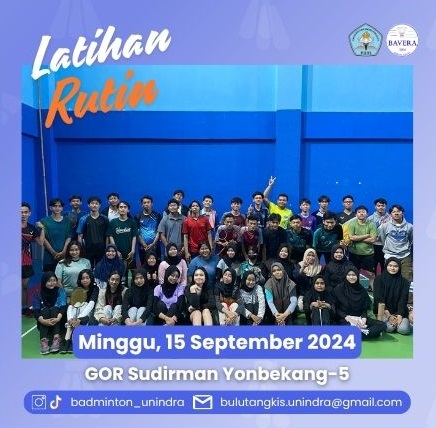 Latihan
Rutin
BAVERA
Minggu, 15 September 2024
GOR Sudirman Yonbekang-5
badminton_unindra
bulutangkis.unindra@gmail.com